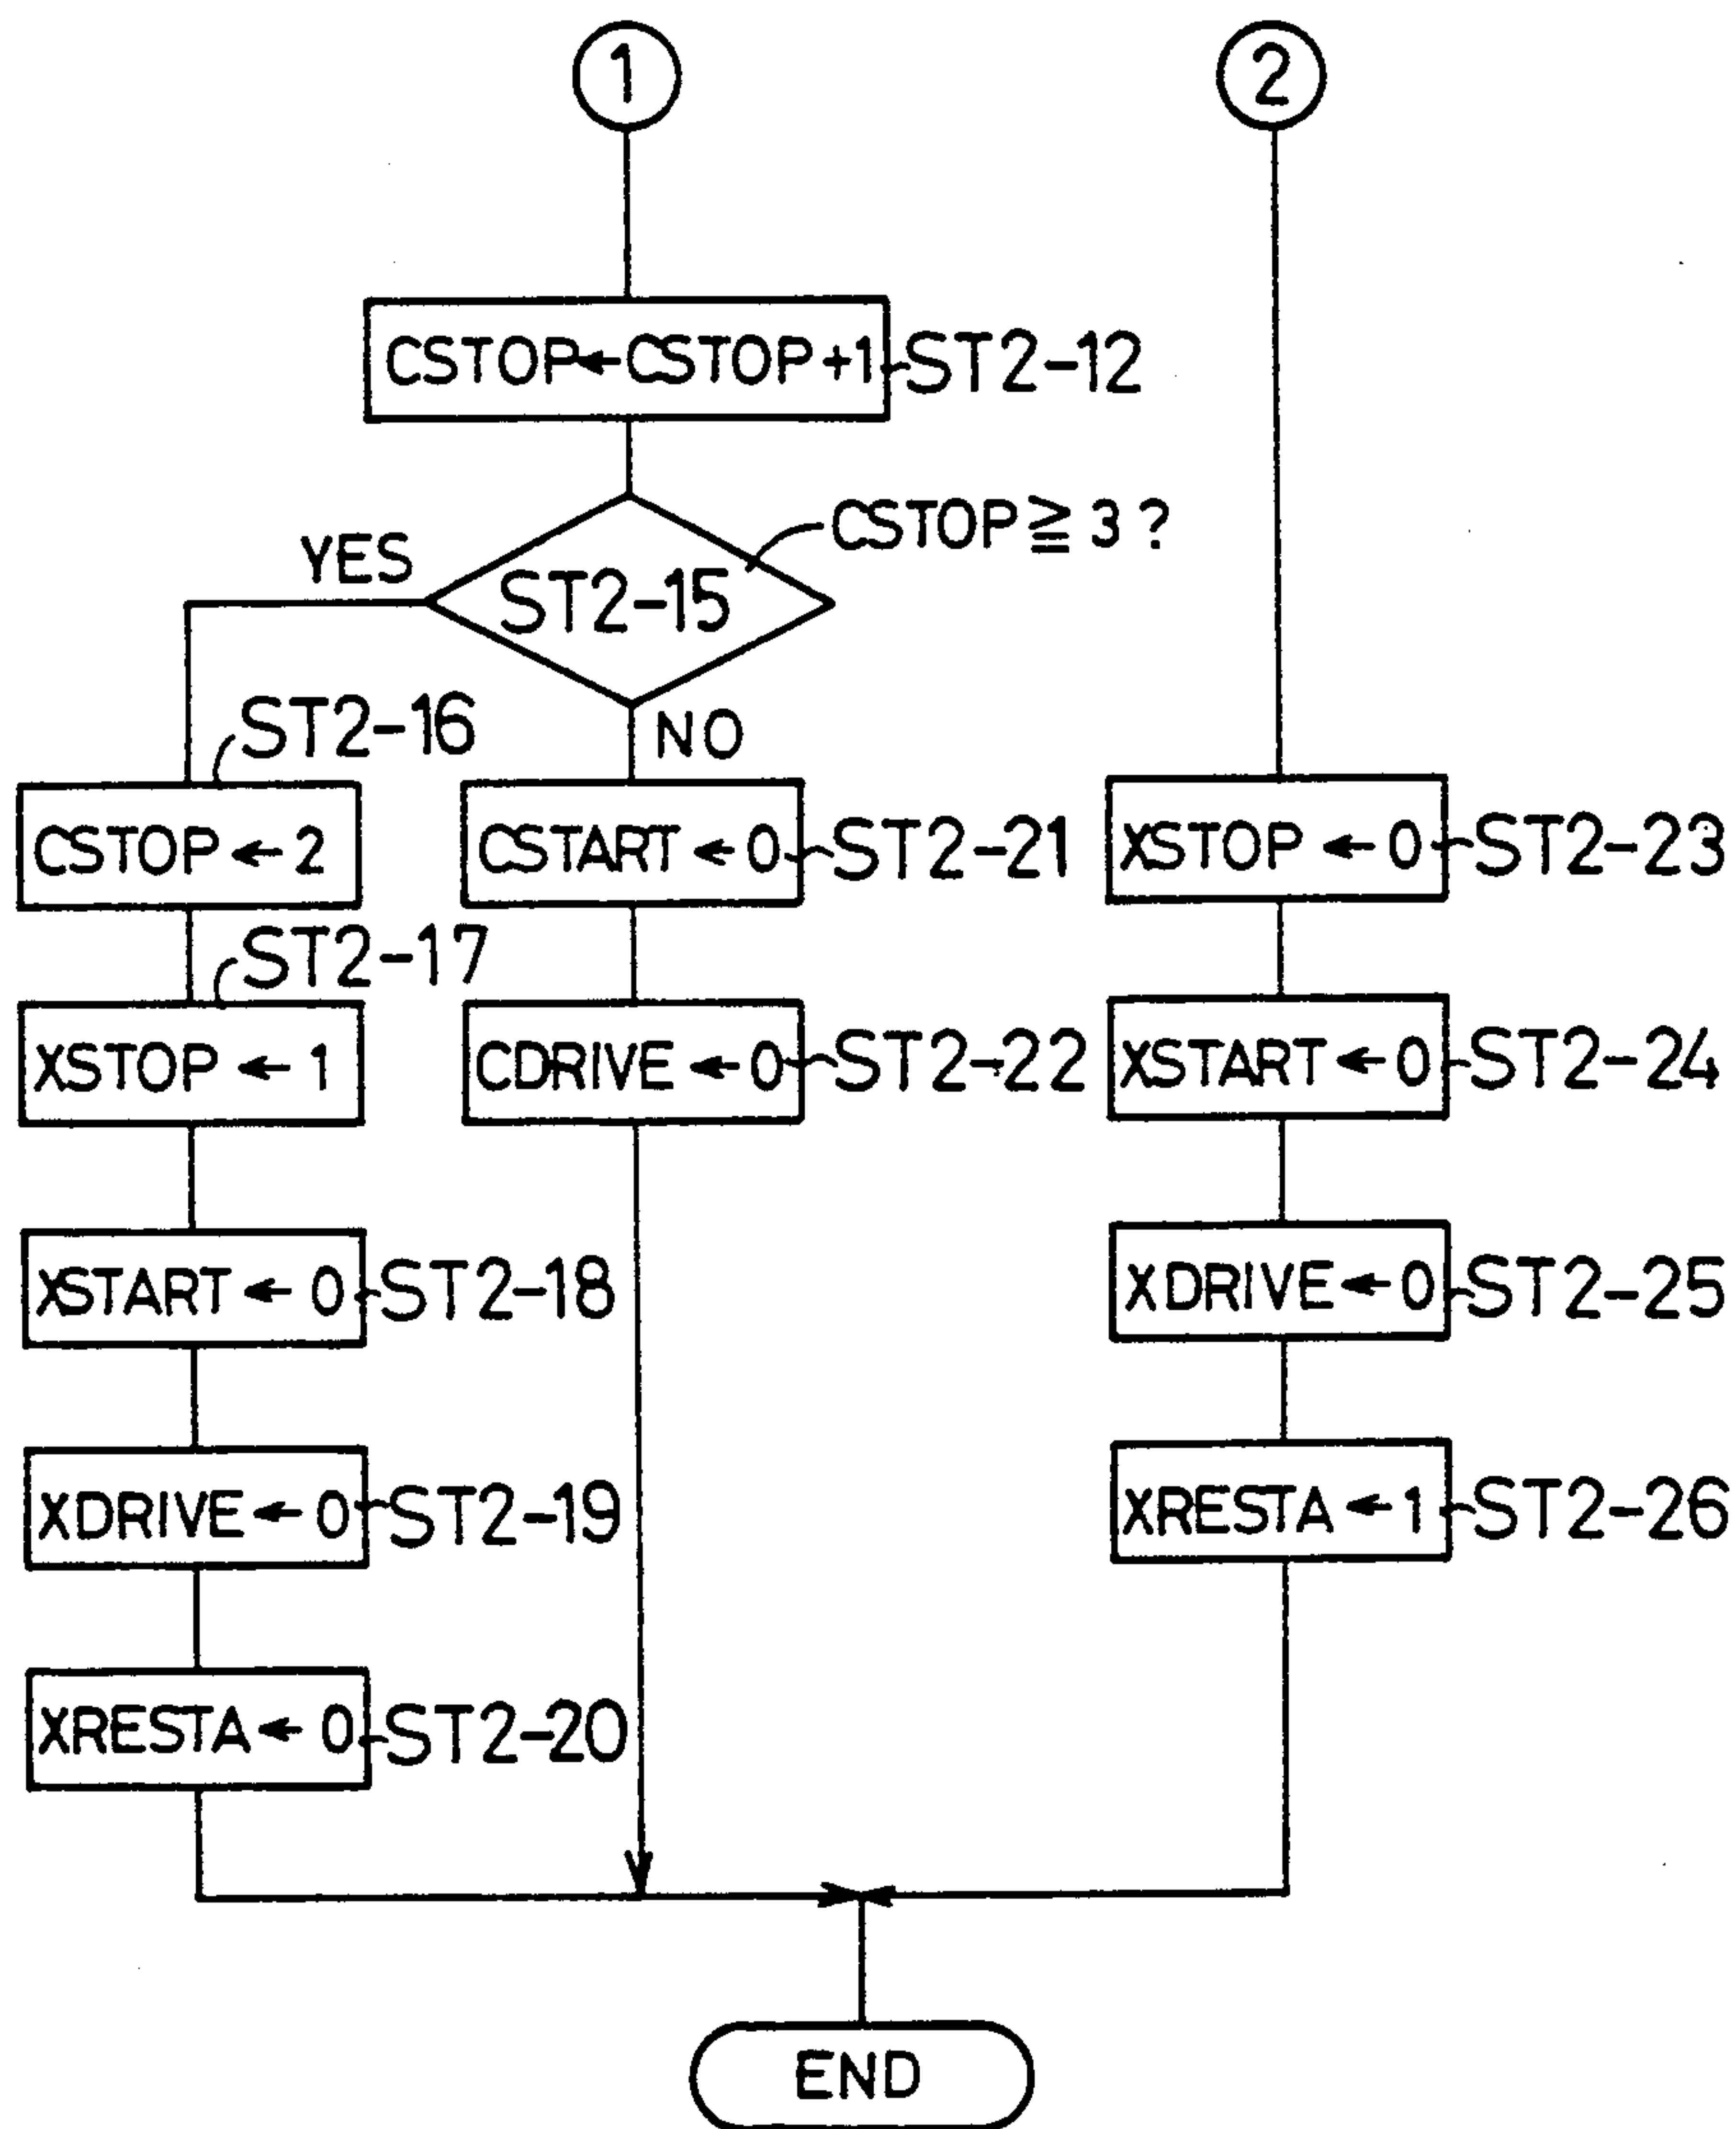 1
2
CSTOP←CSTOP+1
ST2-12
CSTOP≧3?
YES
ST2-15
NO
ST2-16
CSTOP←2
CSTART←0
ST2-21
XSTOP←0
ST2-23
ST2-17
XSTOP←1
CDRIVE←0
ST2-22
XSTART←0
ST2-24
XSTART←0
ST2-18
XDRIVE←0
ST2-25
XDRIVE←0
ST2-19
XRESTA←1
ST2-26
XRESTA←0
ST2-20
END